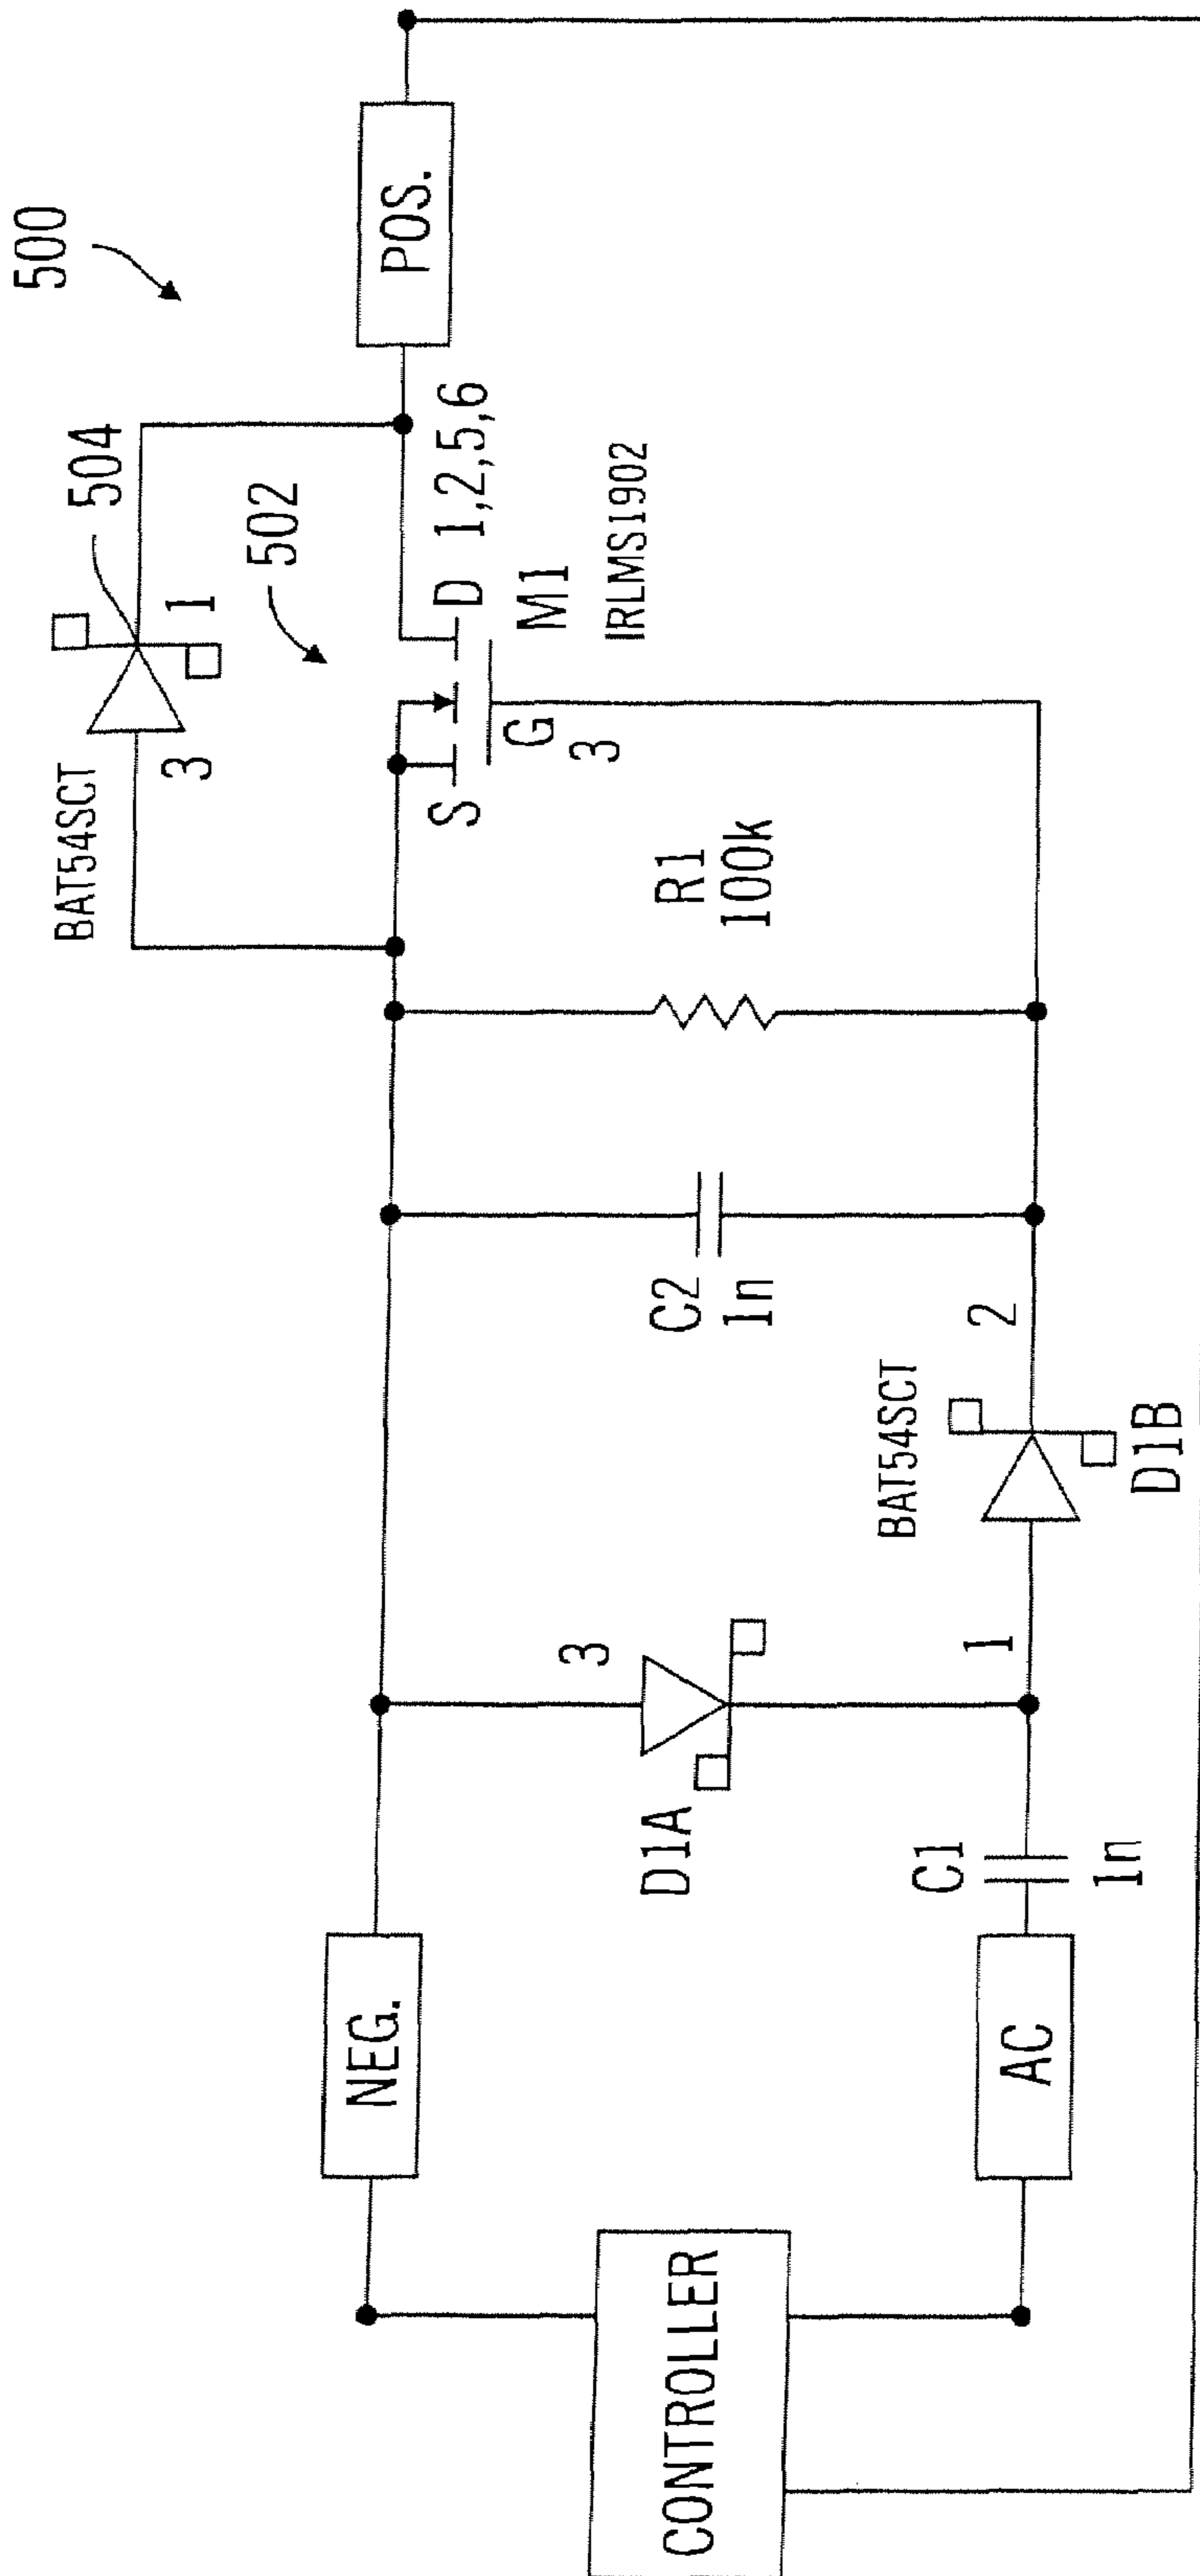 500
BAT54SCT
504
3
1
502
POS.
S
D 1,2,5,6
G
3
M1
IRLMS1902
R1
100k
C2
1n
NEG.
3
D1A
BAT54SCT
1
2
D1B
C1
1n
AC
CONTROLLER